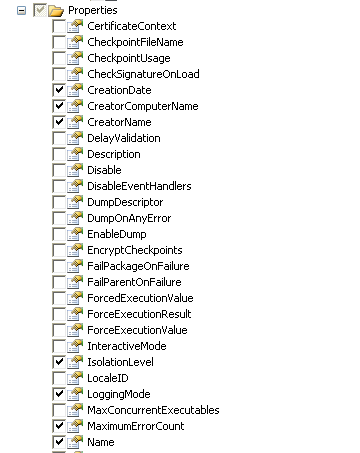 Properties
CertificateContext
CheckpointFileName
CheckpointUsage
CheckSignatureOnLoad
CreationDate
CreatorComputerName
CreatorName
DelayValidation
Description
Disable
DisableEventHandlers
DumpDescriptor
DumpOnAnyError
EnableDump
EncryptCheckpoints
FailPackageOnFailure
FailParentOnFailure
ForcedExecutionValue
ForceExecutionResult
ForceExecutionValue
InteractiveMode
IsolationLevel
LocaleID
LoggingMode
MaxConcurrentExecutables
MaximumErrorCount
Name